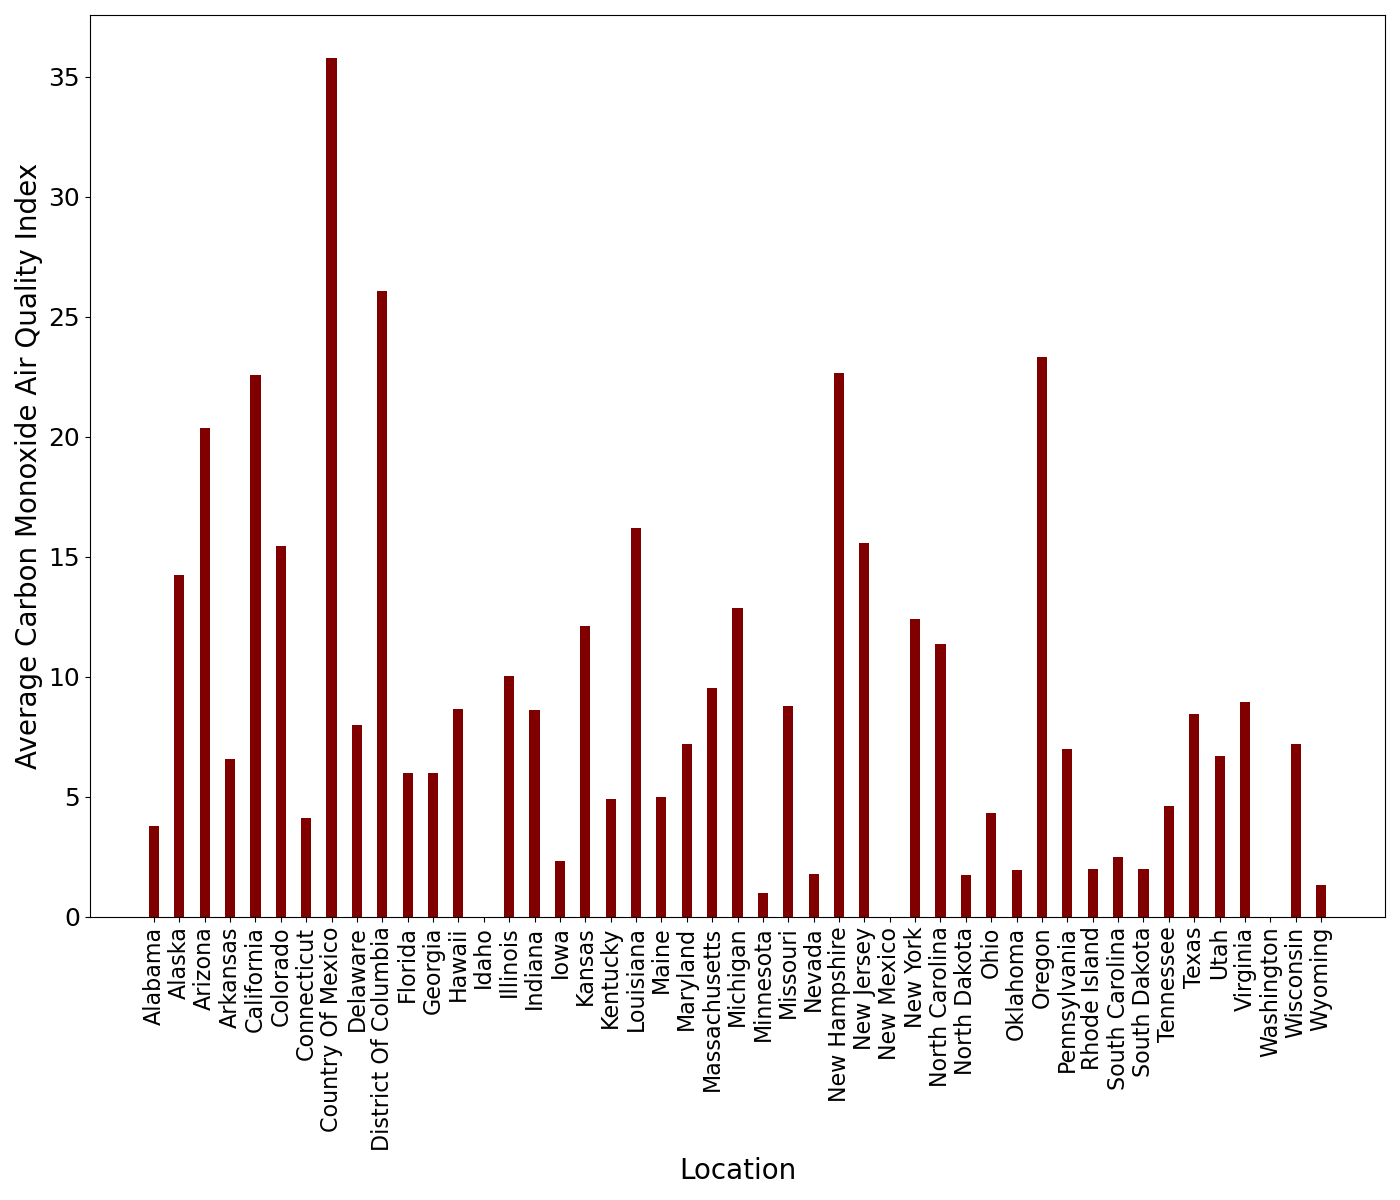 Average Carbon Monoxide Air Quality Index
35
30
25
20
15
10
5
0
Alabama
Alaska
Arizona
Arkansas
California
Colorado
Connecticut
Country Of Mexico
Delaware
District Of Columbia
Florida
Georgia
Hawaii
Idaho
Illinois
Indiana
Iowa
Kansas
Kentucky
Louisiana
Maine
Maryland
Massachusetts
Michigan
Minnesota
Missouri
Nevada
New Hampshire
New Jersey
New Mexico
New York
North Carolina
North Dakota
Ohio
Oklahoma
Oregon
Pennsylvania
Rhode Island
South Carolina
South Dakota
Tennessee
Texas
Utah
Virginia
Washington
Wisconsin
Wyoming
Location